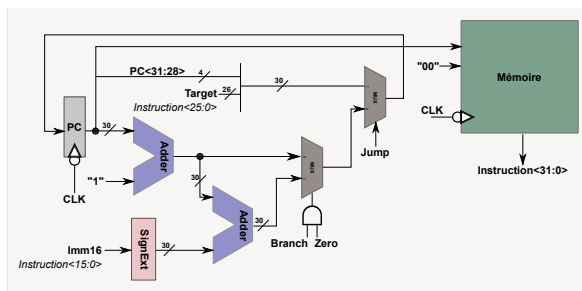 PC<31:28>
4
30
Target
26
Instruction<25:0>
MUX
"00"
Mémoire
CLK
PC
30
Adder
"1"
CLK
30
MUX
Jump
Instruction<31:0>
30
Adder
30
Imm16
SignExt
30
Instruction<15:0>
Branch Zero